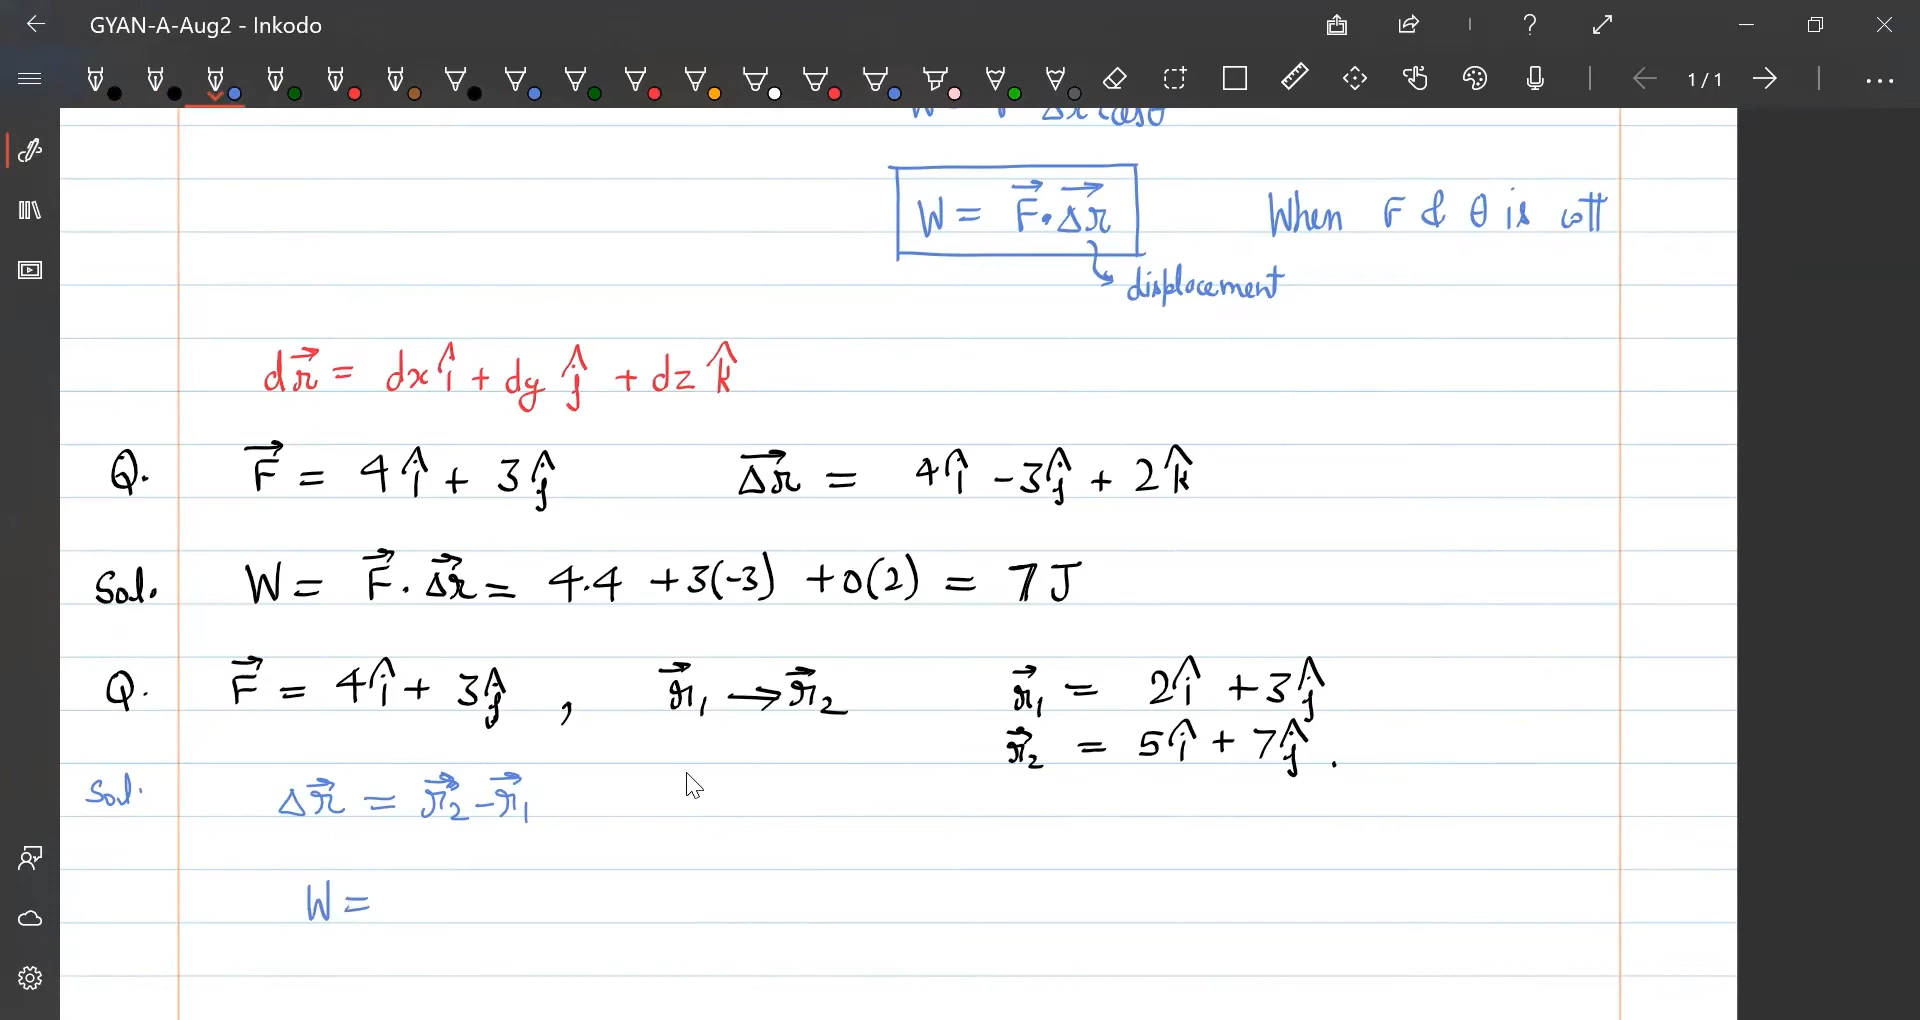 GYAN-A-Aug2 - Inkodo
1 / 1
W = F⃗·Δr⃗ When F & θ is
displacement
dr⃗ = dx î + dy ĵ + dz k̂
Q. F⃗ = 4î + 3ĵ Δr⃗ = 4î - 3ĵ + 2k̂
Sol. W = F⃗·Δr⃗ = 4.4 + 3(-3) + 0(2) = 7 J
Q. F⃗ = 4î + 3ĵ , r⃗₁ → r⃗₂ r⃗₁ = 2î + 3ĵ
r⃗₂ = 5î + 7ĵ .
Sol. Δr⃗ = r⃗₂ - r⃗₁
W =